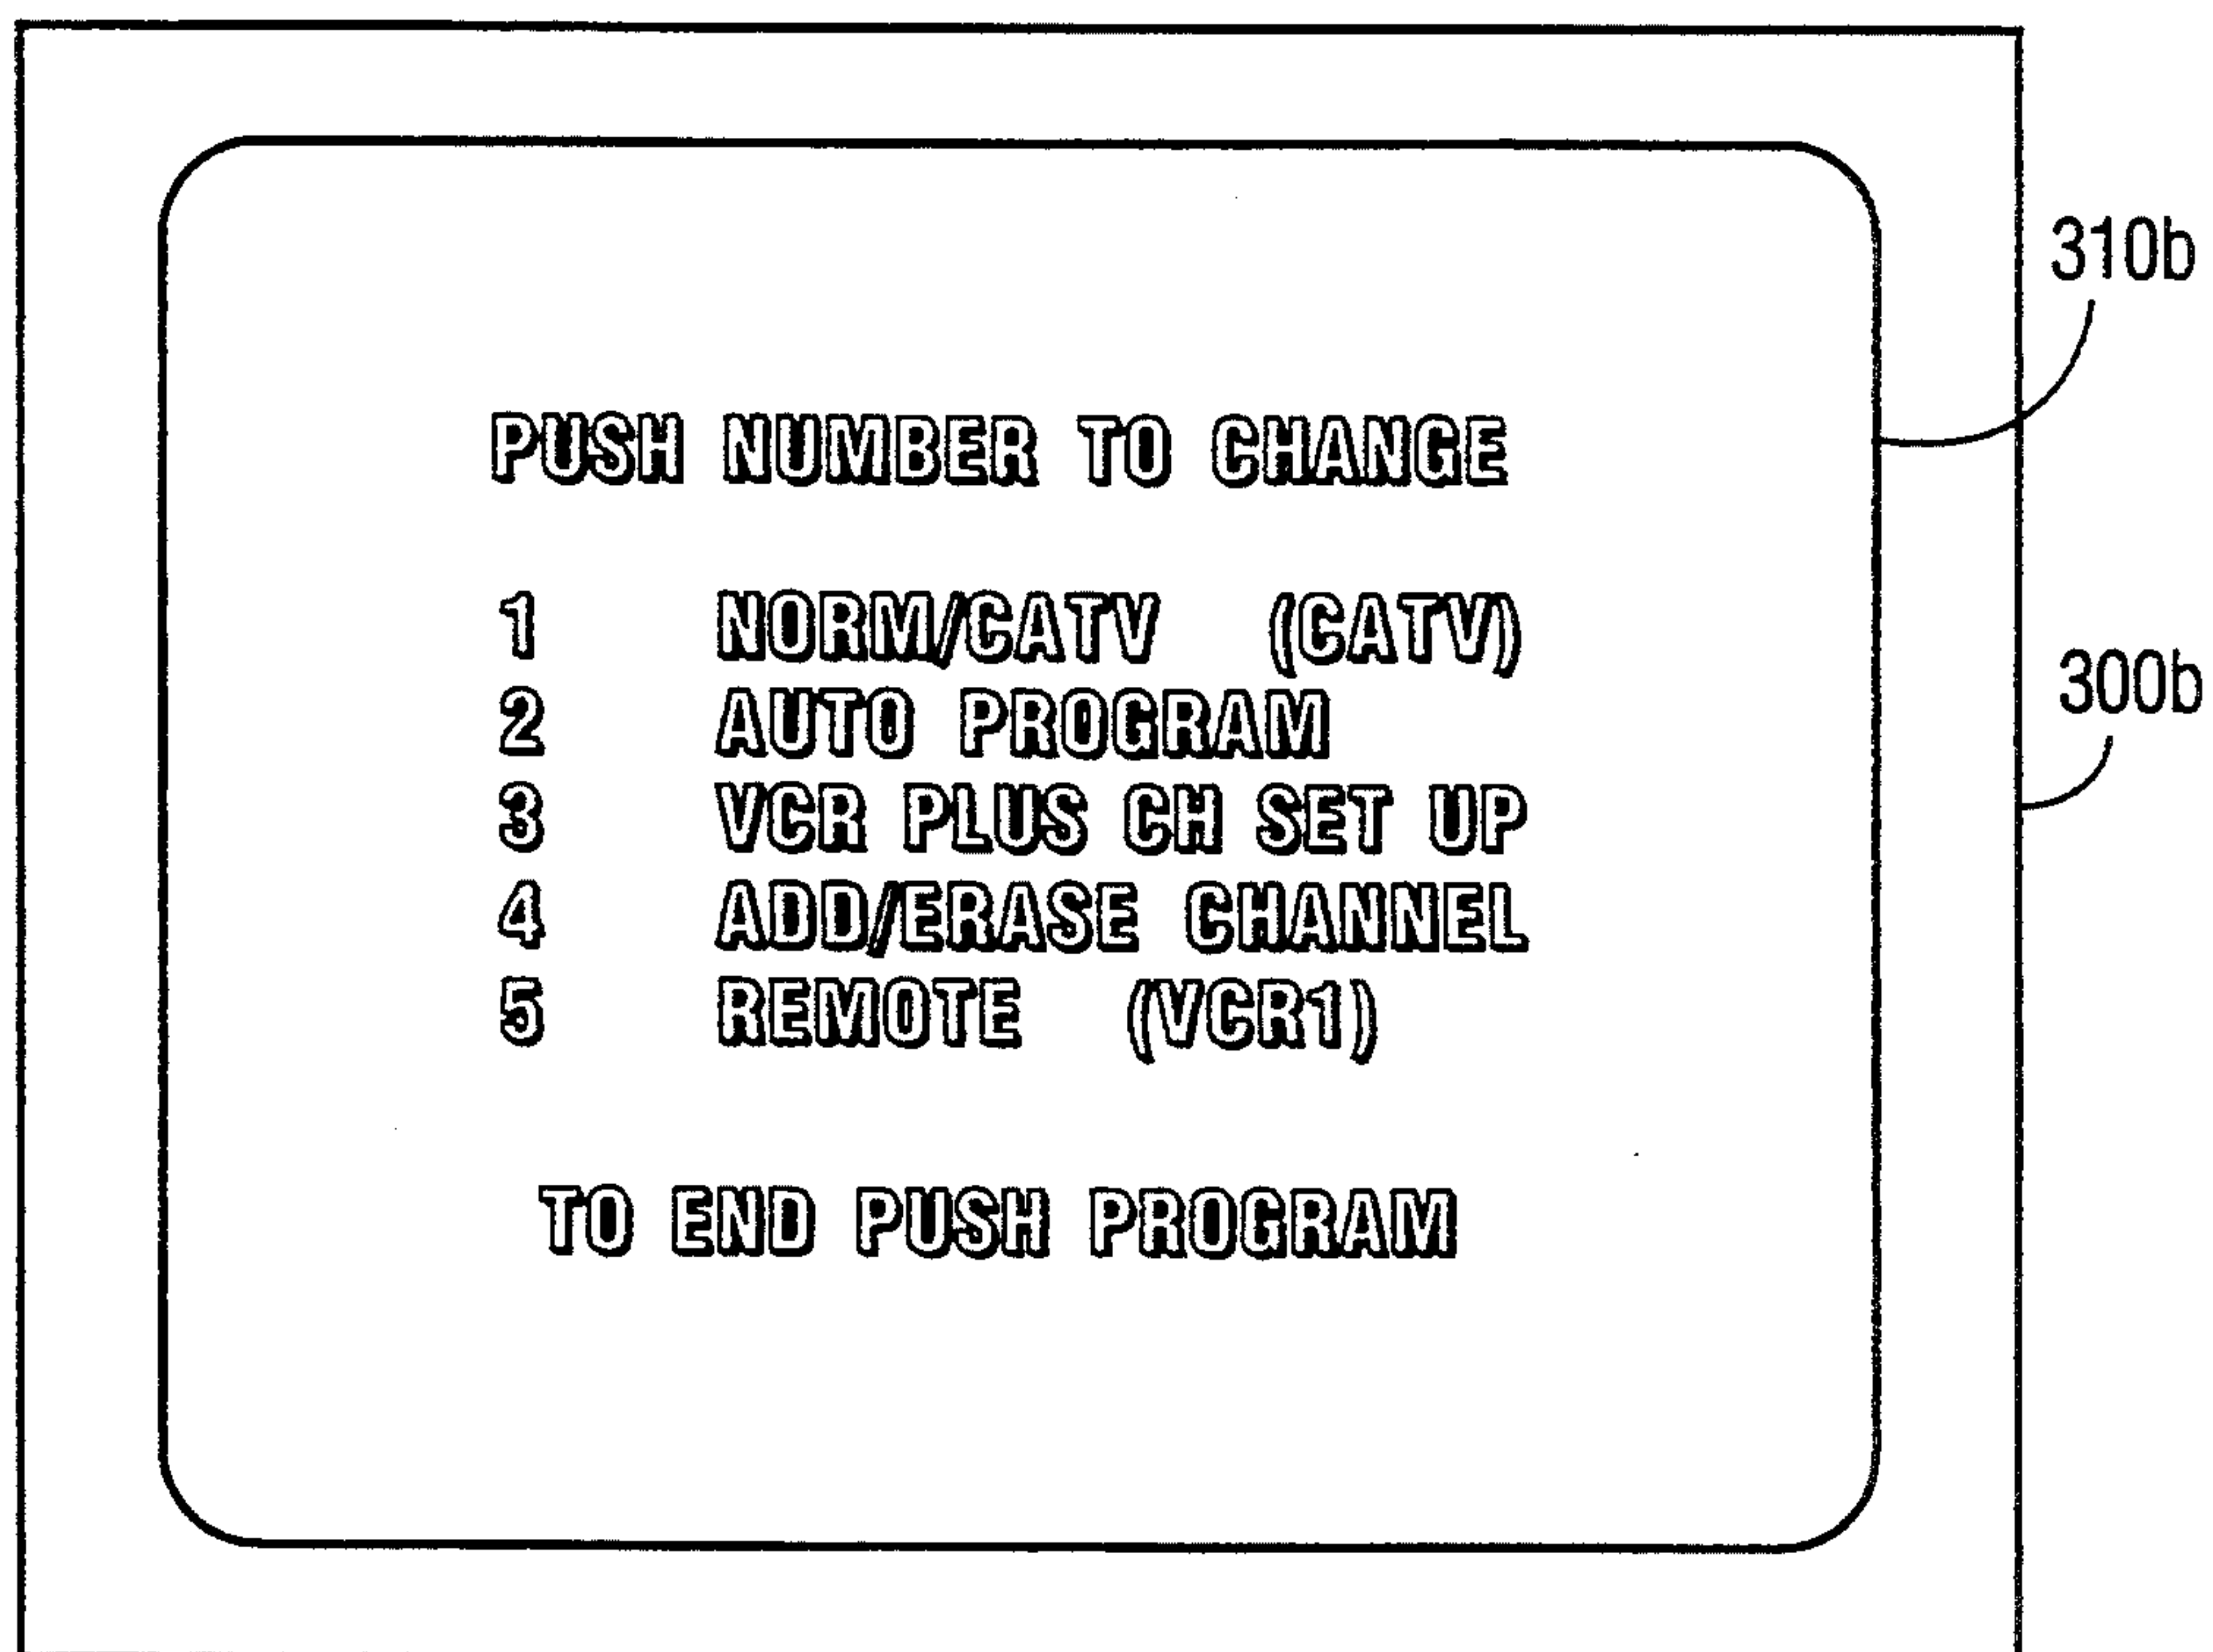 310b
PUSH NUMBER TO CHANGE
1 NORM/CATV (CATV)
300b
2 AUTO PROGRAM
3 VCR PLUS CH SET UP
4 ADD/ERASE CHANNEL
5 REMOTE (VCR1)
TO END PUSH PROGRAM